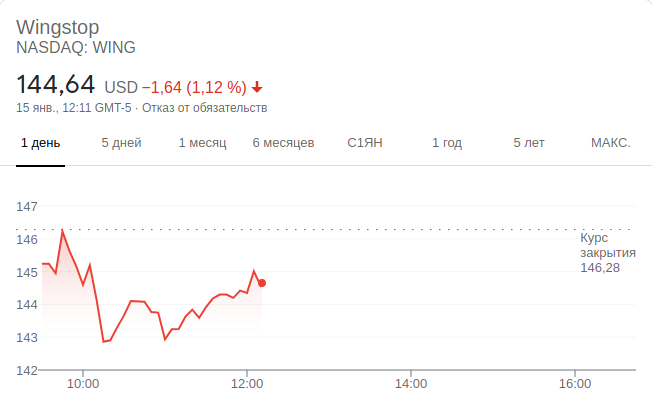 Wingstop
NASDAQ: WING
144,64 USD −1,64 (1,12 %)
15 янв., 12:11 GMT-5 · Отказ от обязательств
1 день 5 дней 1 месяц 6 месяцев С1ЯН 1 год 5 лет МАКС.
147
146
145
144
143
142
Курс
закрытия
146,28
10:00 12:00 14:00 16:00